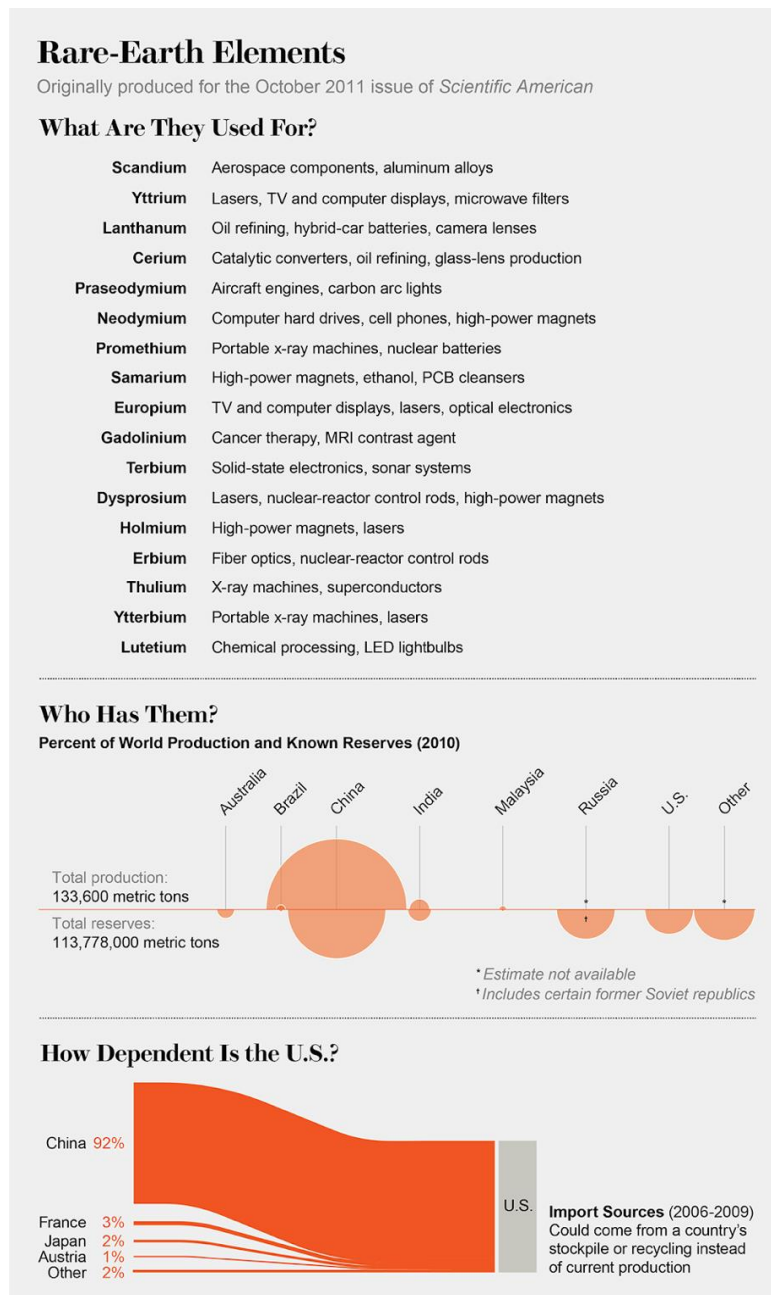 Rare-Earth Elements
Originally produced for the October 2011 issue of Scientific American
What Are They Used For?
Scandium Aerospace components, aluminum alloys
Yttrium Lasers, TV and computer displays, microwave filters
Lanthanum Oil refining, hybrid-car batteries, camera lenses
Cerium Catalytic converters, oil refining, glass-lens production
Praseodymium Aircraft engines, carbon arc lights
Neodymium Computer hard drives, cell phones, high-power magnets
Promethium Portable x-ray machines, nuclear batteries
Samarium High-power magnets, ethanol, PCB cleansers
Europium TV and computer displays, lasers, optical electronics
Gadolinium Cancer therapy, MRI contrast agent
Terbium Solid-state electronics, sonar systems
Dysprosium Lasers, nuclear-reactor control rods, high-power magnets
Holmium High-power magnets, lasers
Erbium Fiber optics, nuclear-reactor control rods
Thulium X-ray machines, superconductors
Ytterbium Portable x-ray machines, lasers
Lutetium Chemical processing, LED lightbulbs
Who Has Them?
Percent of World Production and Known Reserves (2010)
Australia Brazil China India Malaysia Russia U.S. Other
Total production:
133,600 metric tons
* *
Total reserves:
113,778,000 metric tons
†
* Estimate not available
† Includes certain former Soviet republics
How Dependent Is the U.S.?
China 92%
France 3%
Japan 2%
Austria 1%
Other 2%
U.S.
Import Sources (2006-2009)
Could come from a country's
stockpile or recycling instead
of current production